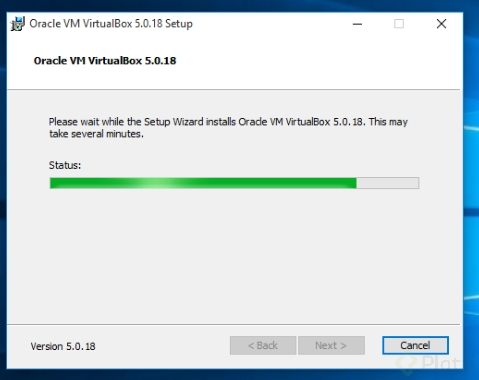 Oracle VM VirtualBox 5.0.18 Setup
Oracle VM VirtualBox 5.0.18
Please wait while the Setup Wizard installs Oracle VM VirtualBox 5.0.18. This may
take several minutes.
Status:
Version 5.0.18
< Back
Next >
Cancel